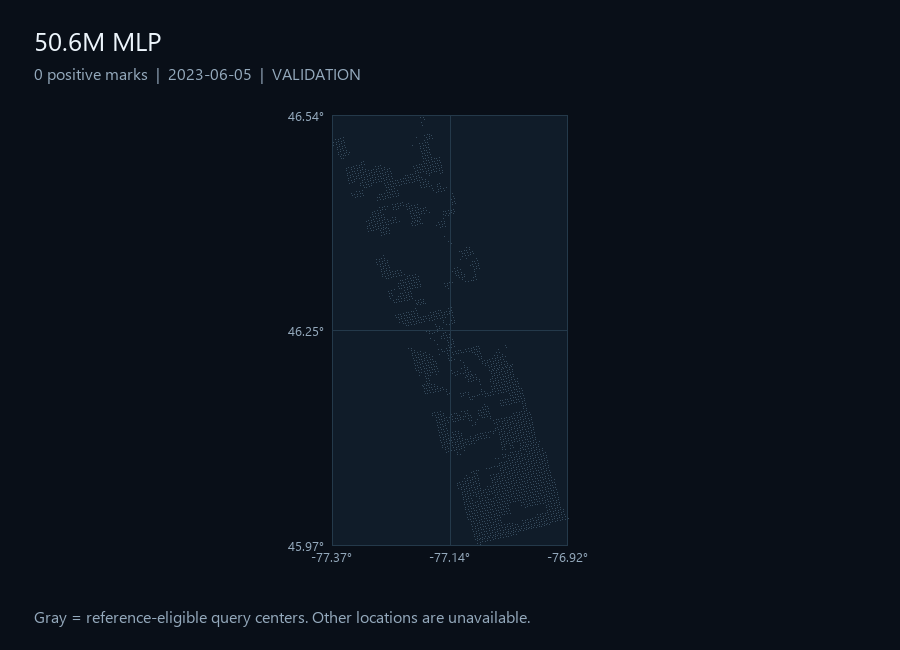 50.6M MLP
0 positive marks | 2023-06-05 | VALIDATION
46.54°
46.25°
45.97°
-77.37° -77.14° -76.92°
Gray = reference-eligible query centers. Other locations are unavailable.